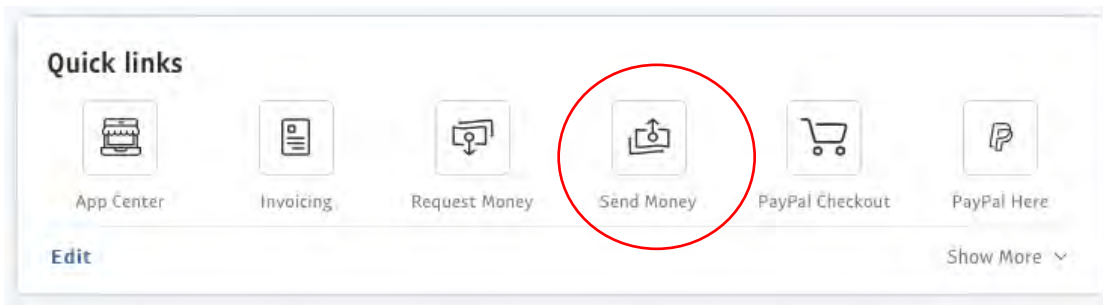 Quick links
App Center Invoicing Request Money Send Money PayPal Checkout PayPal Here
Edit Show More